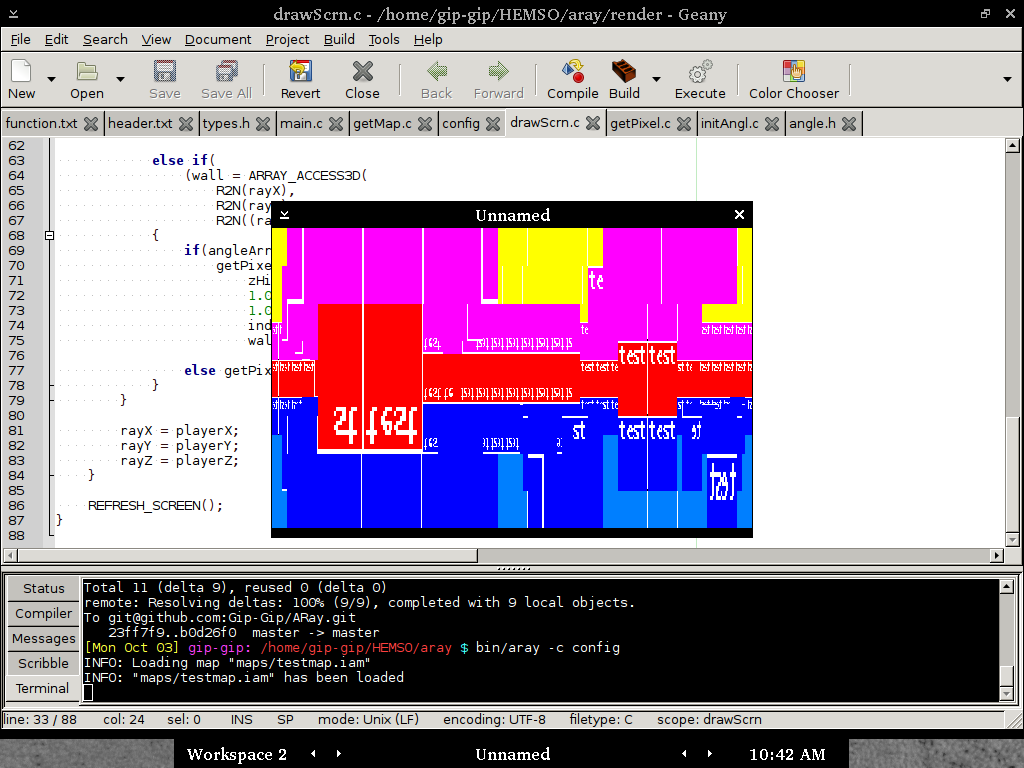 drawScrn.c - /home/gip-gip/HEMSO/aray/render - Geany
File Edit Search View Document Project Build Tools Help
New Open Save Save All Revert Close Back Forward Compile Build Execute Color Chooser
function.txt header.txt types.h main.c getMap.c config drawScrn.c getPixel.c initAngl.c angle.h
62
63 else if(
64 (wall = ARRAY_ACCESS3D(
65 R2N(rayX),
66 R2N(ray
67 R2N((ra
68 {
69 if(angleArr
70 getPixe
71 zHi
72 1.0
73 1.0
74 ind
75 wal
76
77 else getPix
78 }
79 }
80
81 rayX = playerX;
82 rayY = playerY;
83 rayZ = playerZ;
84 }
85
86 REFRESH_SCREEN();
87 }
88
Unnamed
te
test test
test test
st
test
Status
Compiler
Messages
Scribble
Terminal
Total 11 (delta 9), reused 0 (delta 0)
remote: Resolving deltas: 100% (9/9), completed with 9 local objects.
To git@github.com:Gip-Gip/ARay.git
23ff7f9..b0d26f0 master -> master
[Mon Oct 03] gip-gip: /home/gip-gip/HEMSO/aray $ bin/aray -c config
INFO: Loading map "maps/testmap.iam"
INFO: "maps/testmap.iam" has been loaded
line: 33 / 88 col: 24 sel: 0 INS SP mode: Unix (LF) encoding: UTF-8 filetype: C scope: drawScrn
Workspace 2 Unnamed 10:42 AM